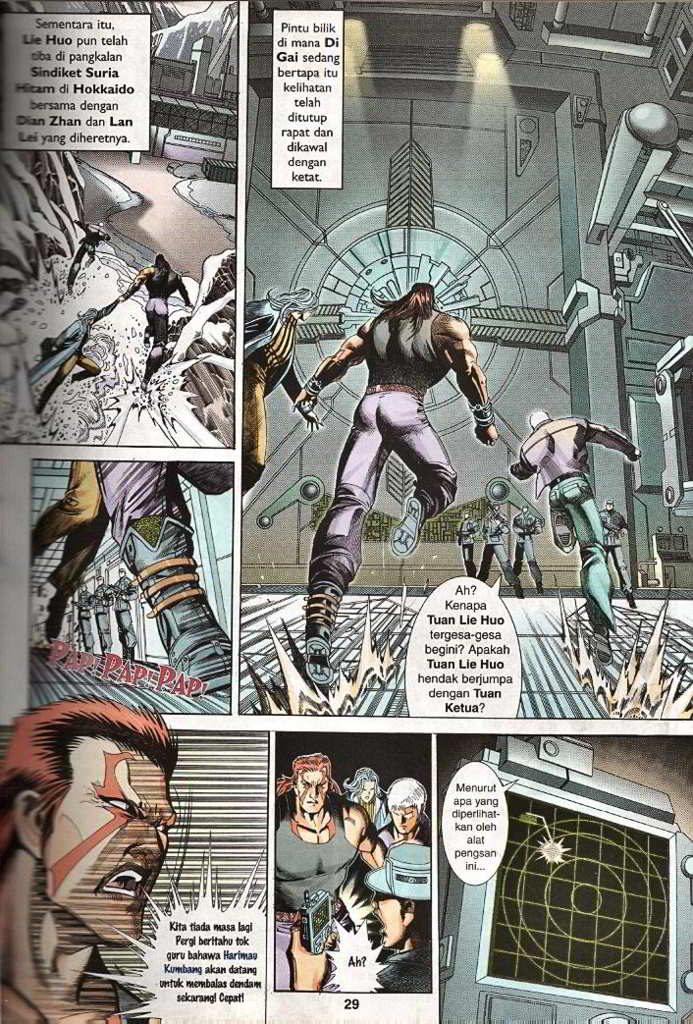 Sementara itu,
Lie Huo pun telah
tiba di pangkalan
Sindiket Suria
Hitam di Hokkaido
bersama dengan
Dian Zhan dan Lan
Lei yang diheretnya.
Pintu bilik
di mana Di
Gai sedang
bertapa itu
kelihatan
telah
ditutup
rapat dan
dikawal
dengan
ketat.
Ah?
Kenapa
Tuan Lie Huo
tergesa-gesa
begini? Apakah
Tuan Lie Huo
hendak berjumpa
dengan Tuan
Ketua?
PAP! PAP! PAP!
Kita tiada masa lagi
Pergi beritahu tok
guru bahawa Harimau
Kumbang akan datang
untuk membalas dendam
sekarang! Cepat!
Ah?
Menurut
apa yang
diperlihat-
kan oleh
alat
pengsan
ini...
29